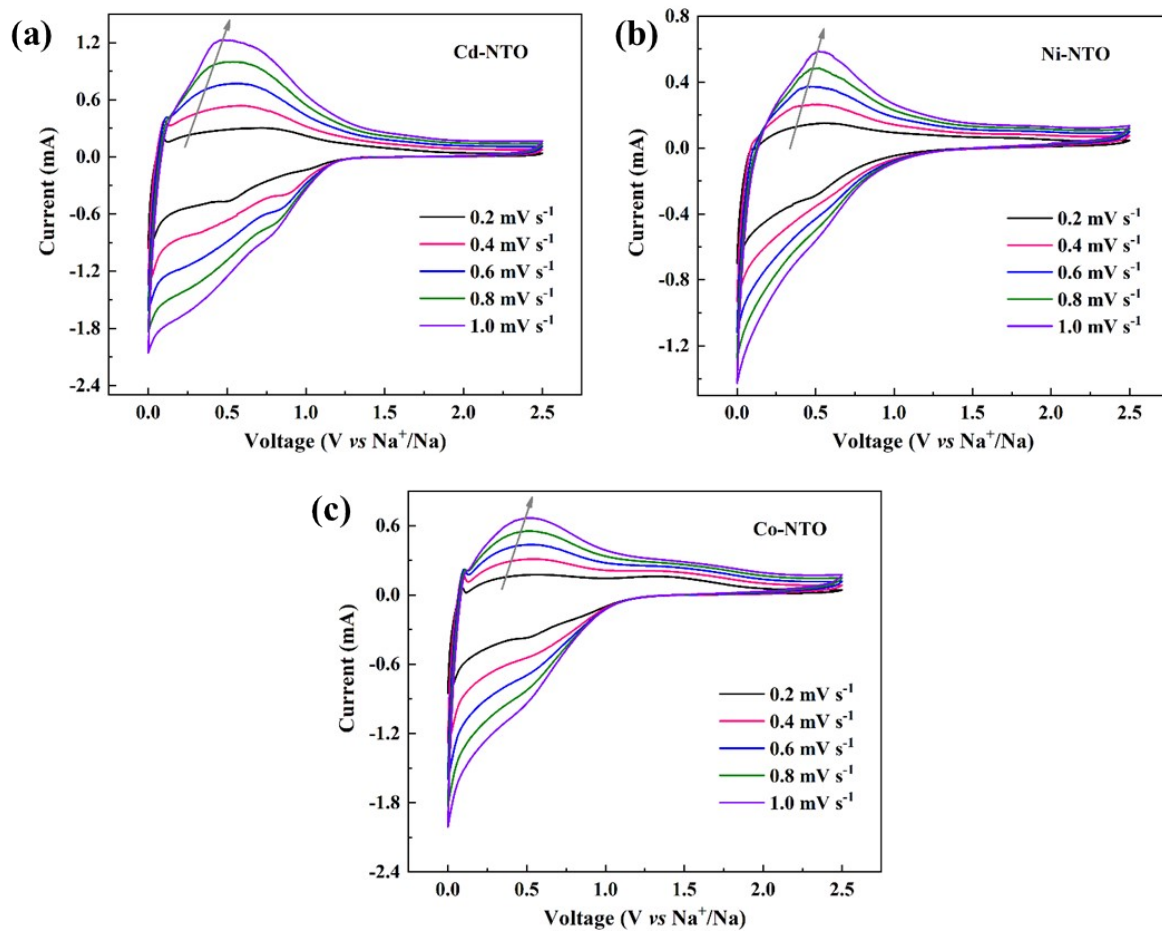 (a)
Cd-NTO
1.2
0.6
0.0
-0.6
-1.2
-1.8
-2.4
Current (mA)
0.2 mV s⁻¹
0.4 mV s⁻¹
0.6 mV s⁻¹
0.8 mV s⁻¹
1.0 mV s⁻¹
0.0 0.5 1.0 1.5 2.0 2.5
Voltage (V vs Na⁺/Na)
(b)
Ni-NTO
0.8
0.4
0.0
-0.4
-0.8
-1.2
Current (mA)
0.2 mV s⁻¹
0.4 mV s⁻¹
0.6 mV s⁻¹
0.8 mV s⁻¹
1.0 mV s⁻¹
0.0 0.5 1.0 1.5 2.0 2.5
Voltage (V vs Na⁺/Na)
(c)
Co-NTO
0.6
0.0
-0.6
-1.2
-1.8
-2.4
Current (mA)
0.2 mV s⁻¹
0.4 mV s⁻¹
0.6 mV s⁻¹
0.8 mV s⁻¹
1.0 mV s⁻¹
0.0 0.5 1.0 1.5 2.0 2.5
Voltage (V vs Na⁺/Na)